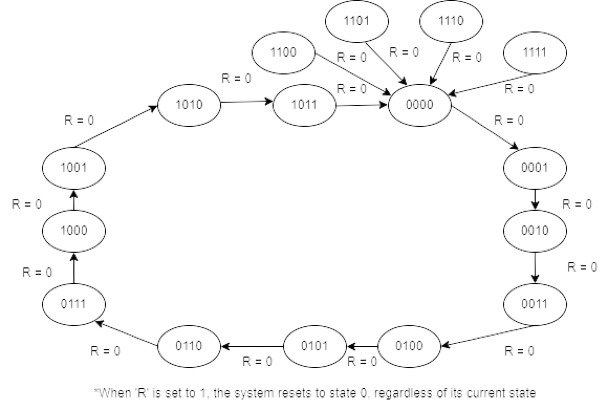 1101
1110
1100
1111
R = 0
R = 0
R = 0
R = 0
R = 0
R = 0
R = 0
1010
1011
0000
R = 0
R = 0
1001
0001
R = 0
R = 0
1000
0010
R = 0
R = 0
0111
0011
0110
0101
0100
R = 0
R = 0
R = 0
R = 0
*When 'R' is set to 1, the system resets to state 0, regardless of its current state